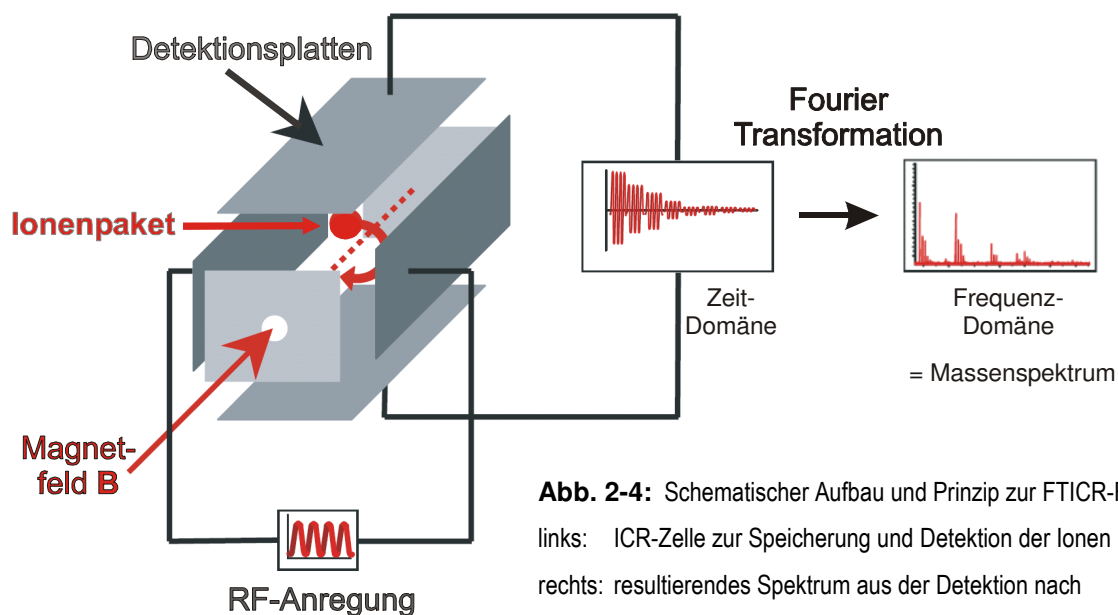 Detektionsplatten
Fourier
Transformation
Ionenpaket
Zeit-
Domäne
Frequenz-
Domäne
= Massenspektrum
Magnet-
feld B
RF-Anregung
Abb. 2-4: Schematischer Aufbau und Prinzip zur
links: ICR-Zelle zur Speicherung und Detektion der Ionen
rechts: resultierendes Spektrum aus der Detektion nach